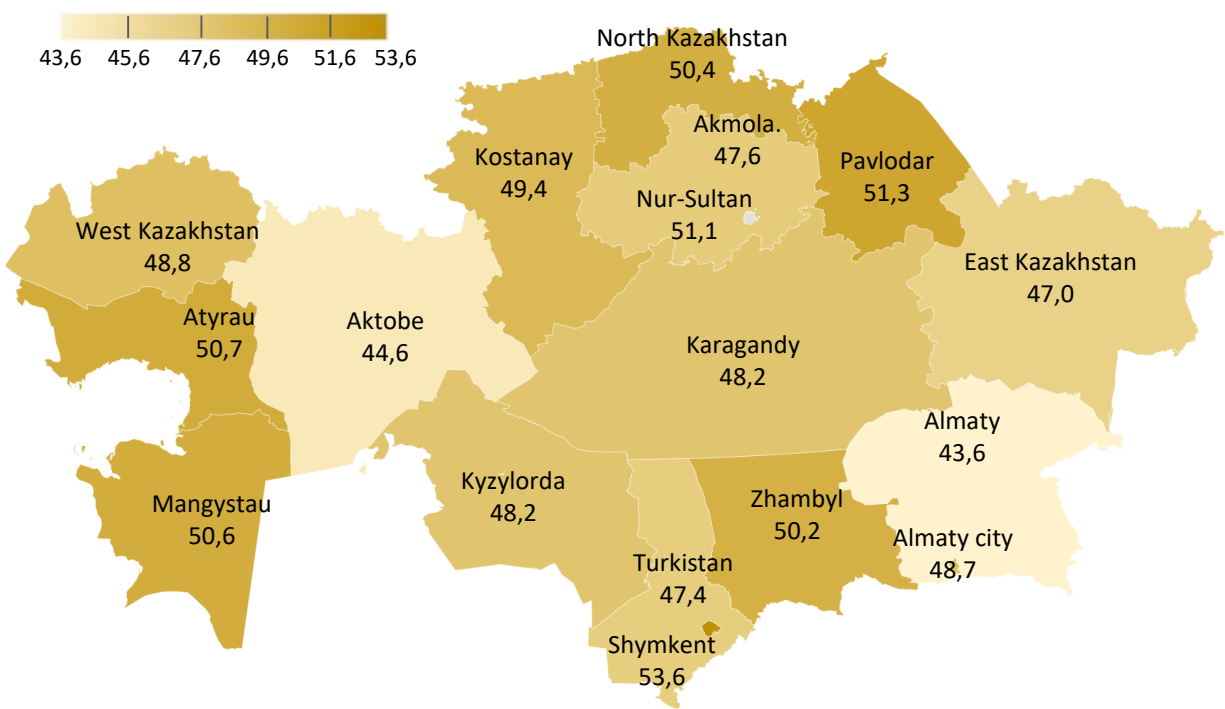 43,6 45,6 47,6 49,6 51,6 53,6
North Kazakhstan
50,4
Akmola.
47,6
Kostanay
49,4
Pavlodar
51,3
Nur-Sultan
51,1
West Kazakhstan
48,8
East Kazakhstan
47,0
Atyrau
50,7
Aktobe
44,6
Karagandy
48,2
Almaty
43,6
Kyzylorda
48,2
Mangystau
50,6
Zhambyl
50,2
Almaty city
48,7
Turkistan
47,4
Shymkent
53,6